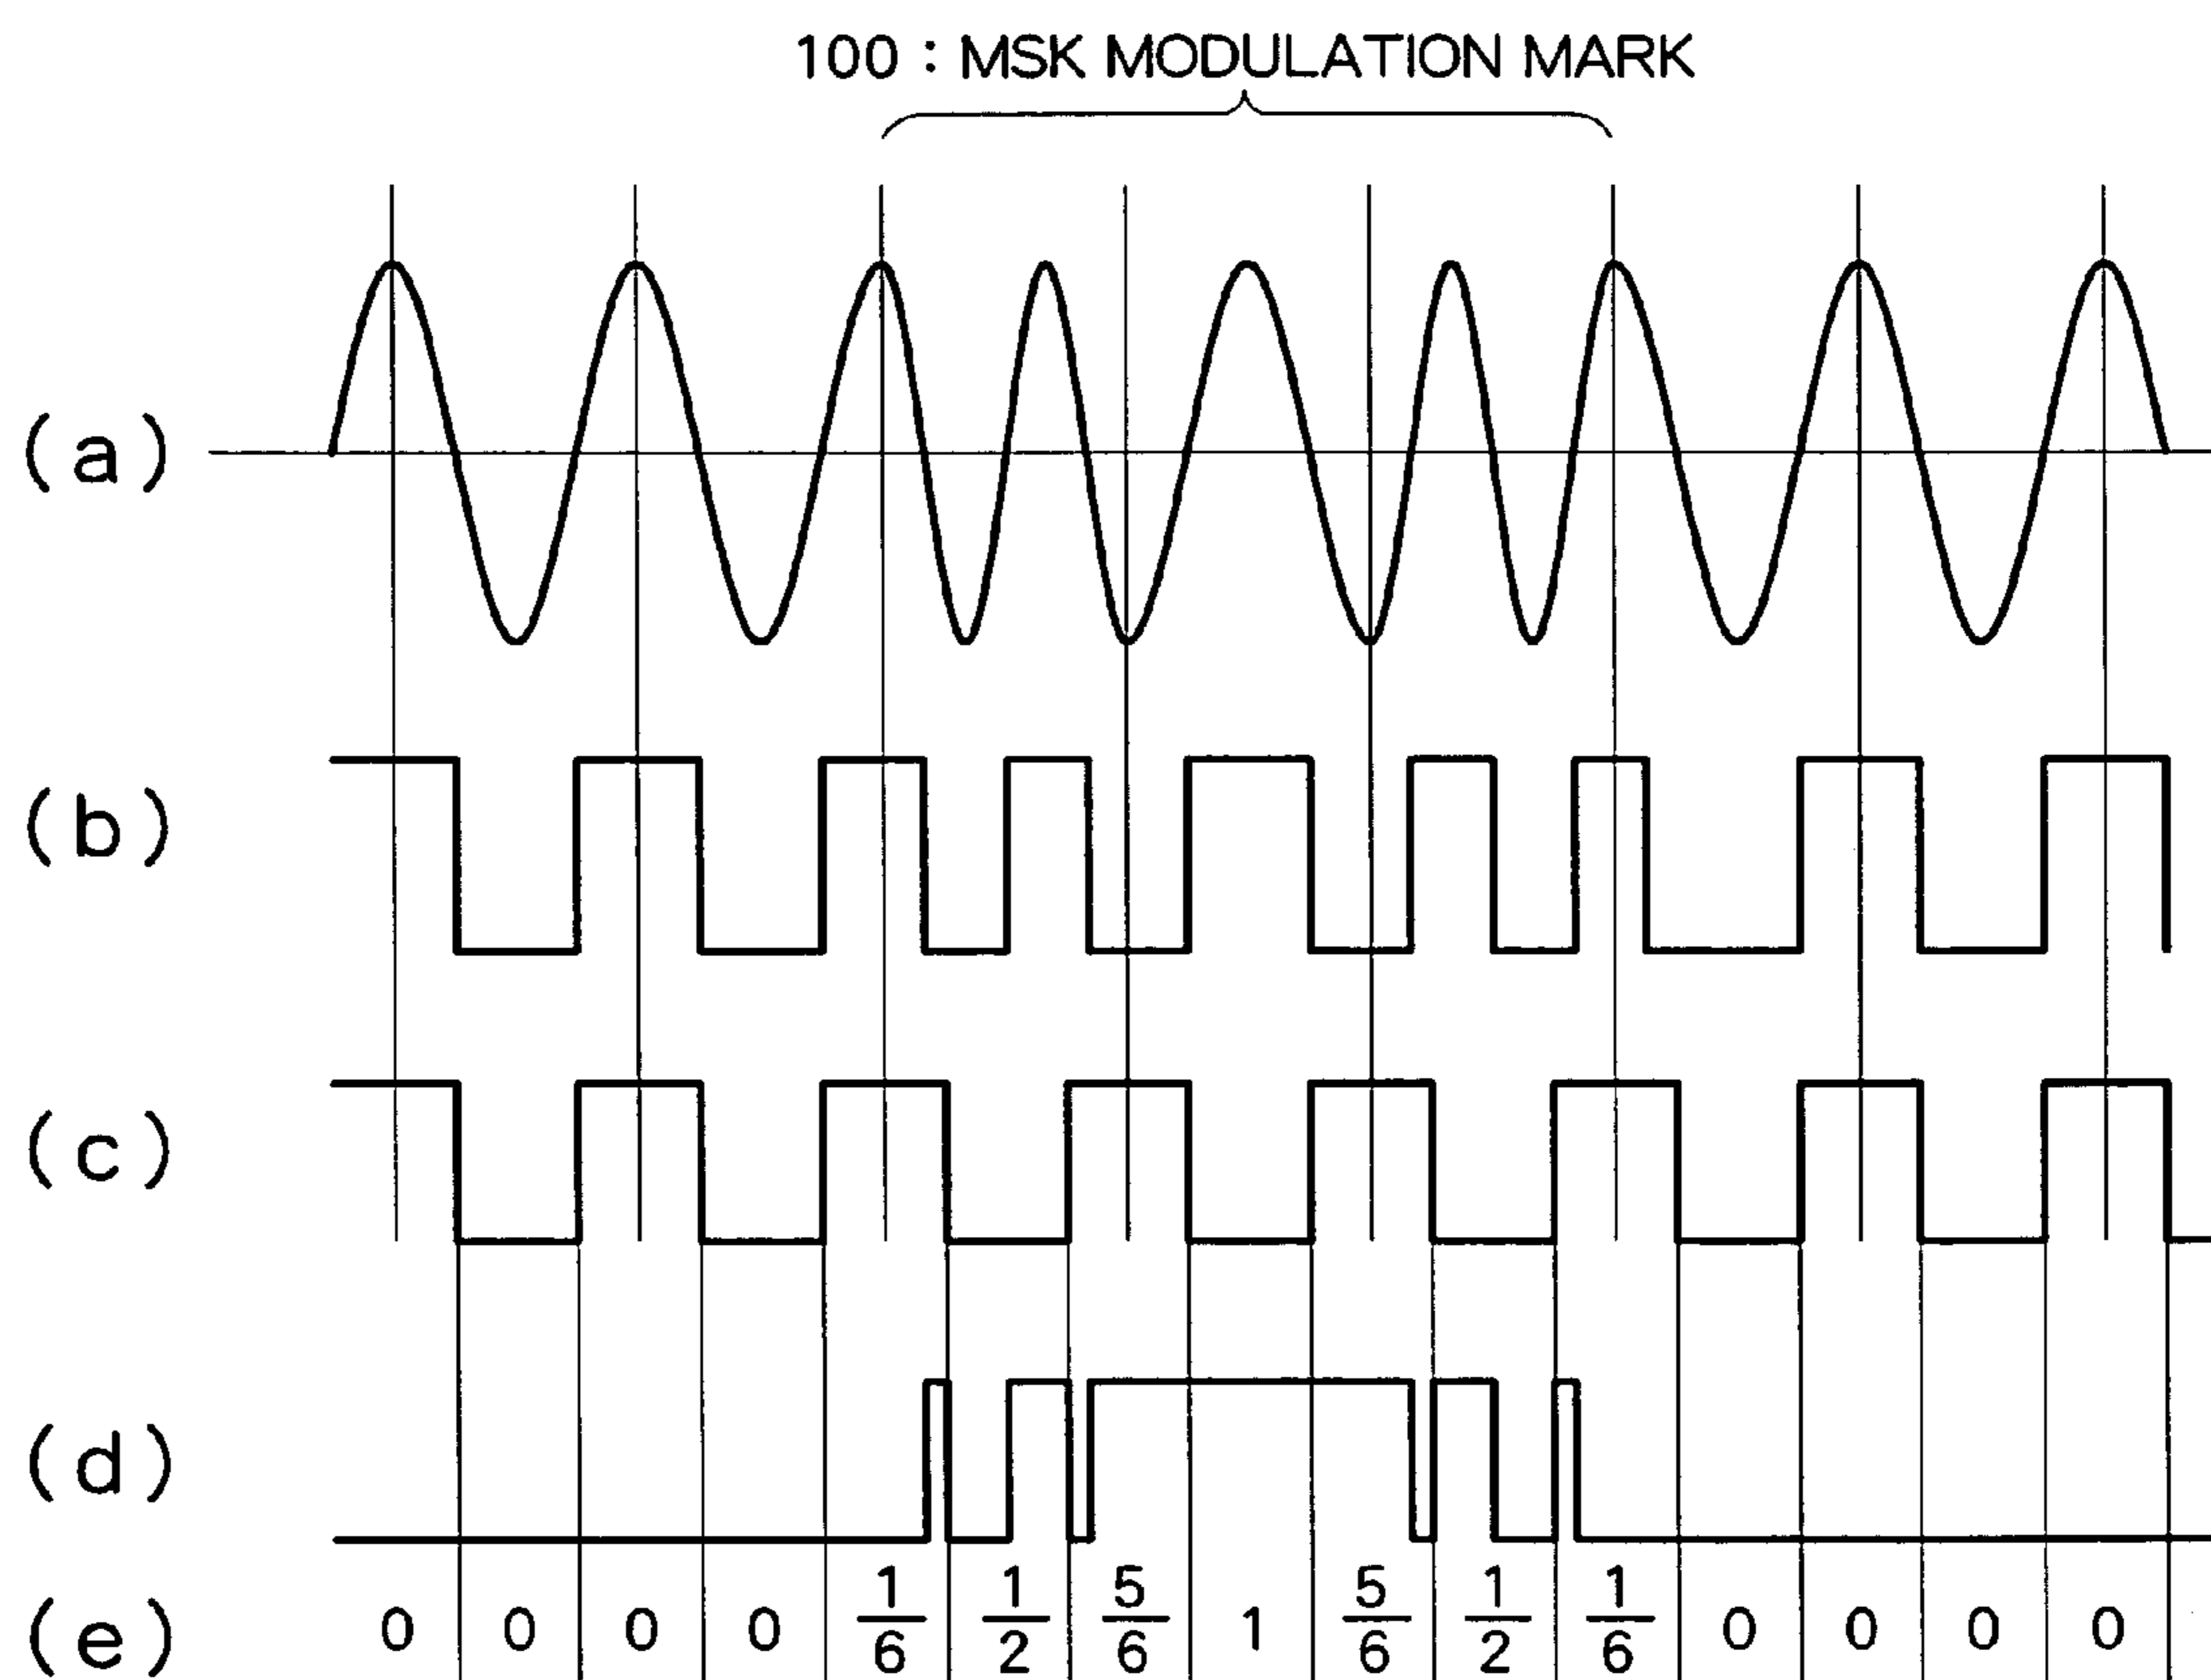 100 : MSK MODULATION MARK
(a)
(b)
(c)
(d)
(e) 0 0 0 0 1/6 1/2 5/6 1 5/6 1/2 1/6 0 0 0 0